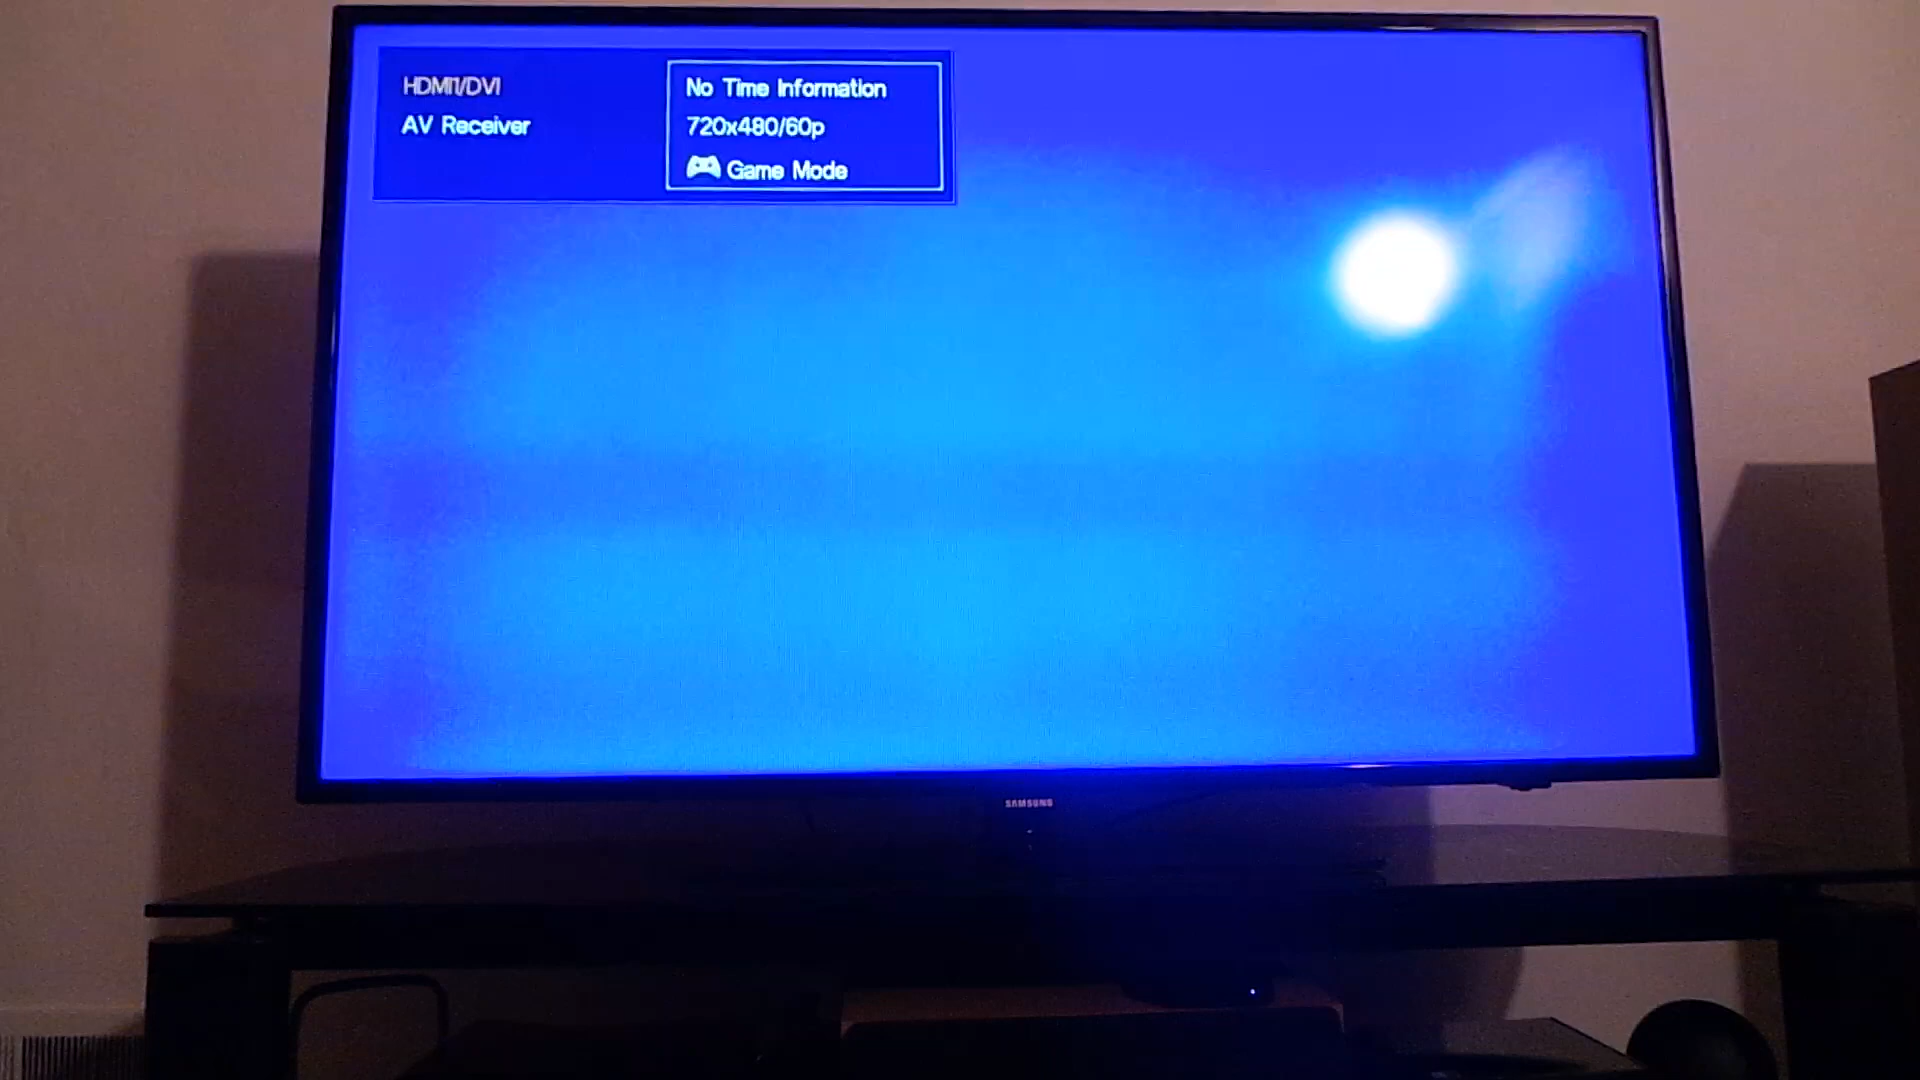 HDMI1/DVI
AV Receiver
No Time Information
720x480/60p
Game Mode
SAMSUNG